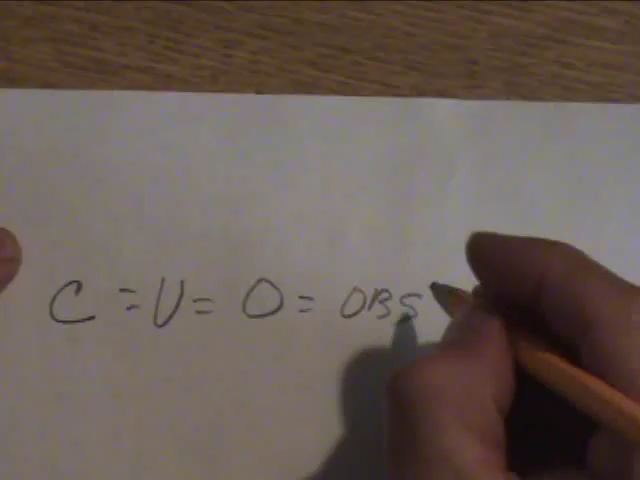 C = U = O = OBS